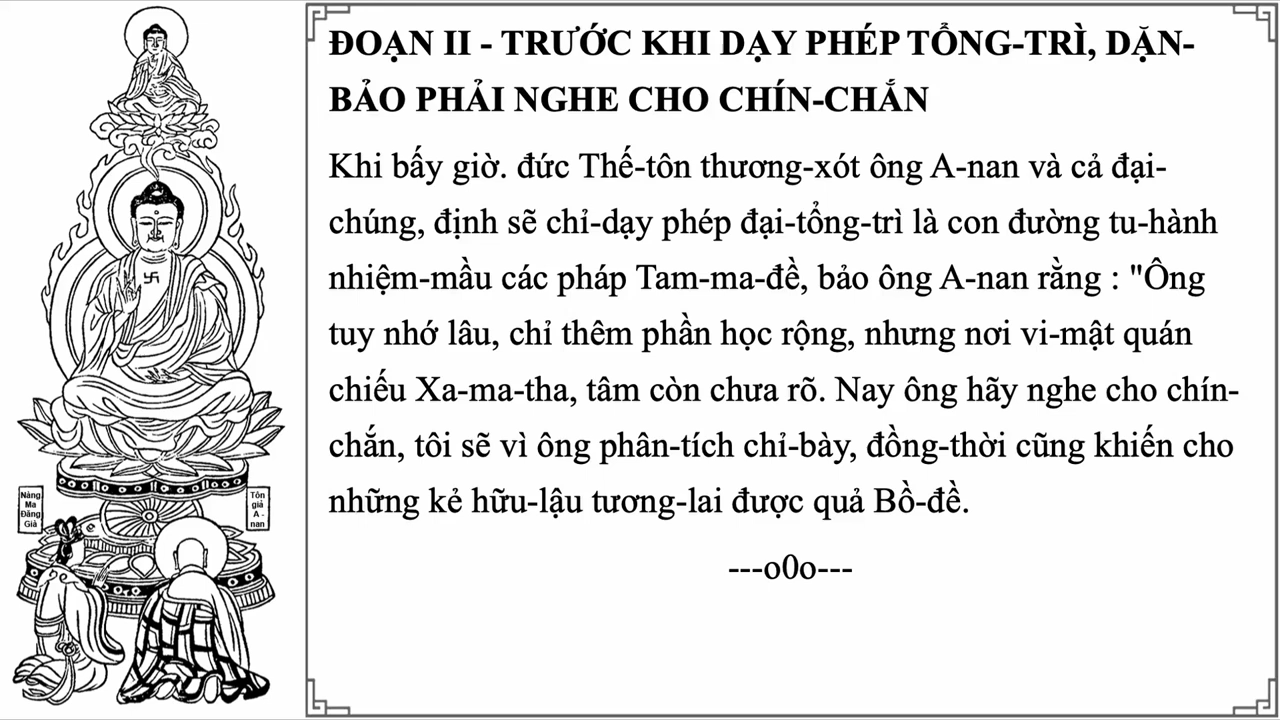 ĐOẠN II - TRƯỚC KHI DẠY PHÉP TỔNG-TRÌ, DẶN-
BẢO PHẢI NGHE CHO CHÍN-CHẮN
Khi bấy giờ. đức Thế-tôn thương-xót ông A-nan và cả đại-
chúng, định sẽ chỉ-dạy phép đại-tổng-trì là con đường tu-hành
nhiệm-mầu các pháp Tam-ma-đề, bảo ông A-nan rằng : "Ông
tuy nhớ lâu, chỉ thêm phần học rộng, nhưng nơi vi-mật quán
chiếu Xa-ma-tha, tâm còn chưa rõ. Nay ông hãy nghe cho chín-
chắn, tôi sẽ vì ông phân-tích chỉ-bày, đồng-thời cũng khiến cho
những kẻ hữu-lậu tương-lai được quả Bồ-đề.
---o0o---
Nàng
Ma
Đăng
Già
Tôn
giả
A -
nan